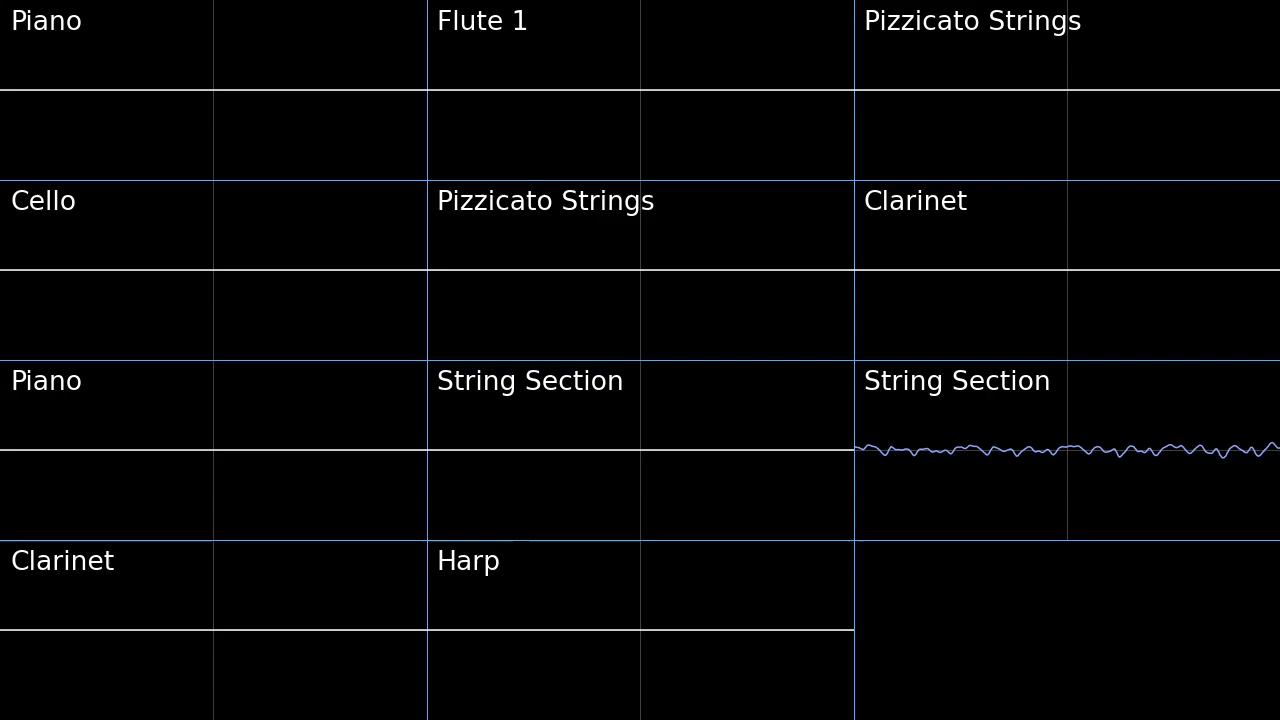 Piano
Flute 1
Pizzicato Strings
Cello
Pizzicato Strings
Clarinet
Piano
String Section
String Section
Clarinet
Harp